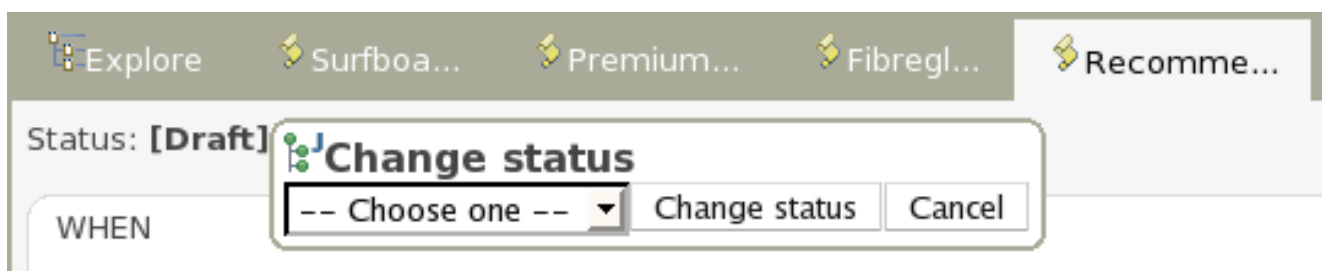 Explore Surfboa... Premium... Fibregl... Recomme...
Status: [Draft]
Change status
-- Choose one -- Change status Cancel
WHEN